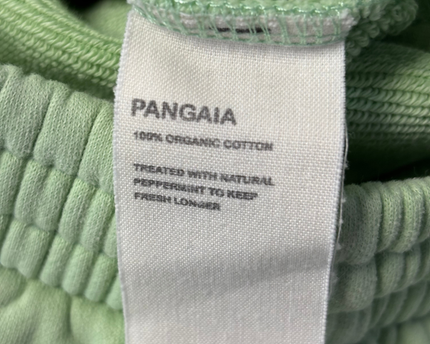 PANGAIA
100% ORGANIC COTTON
TREATED WITH NATURAL
PEPPERMINT TO KEEP
FRESH LONGER